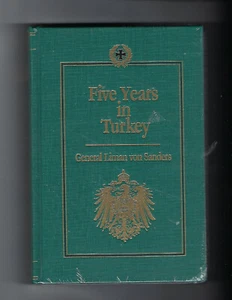 Five Years
in
Turkey
General Liman von Sanders